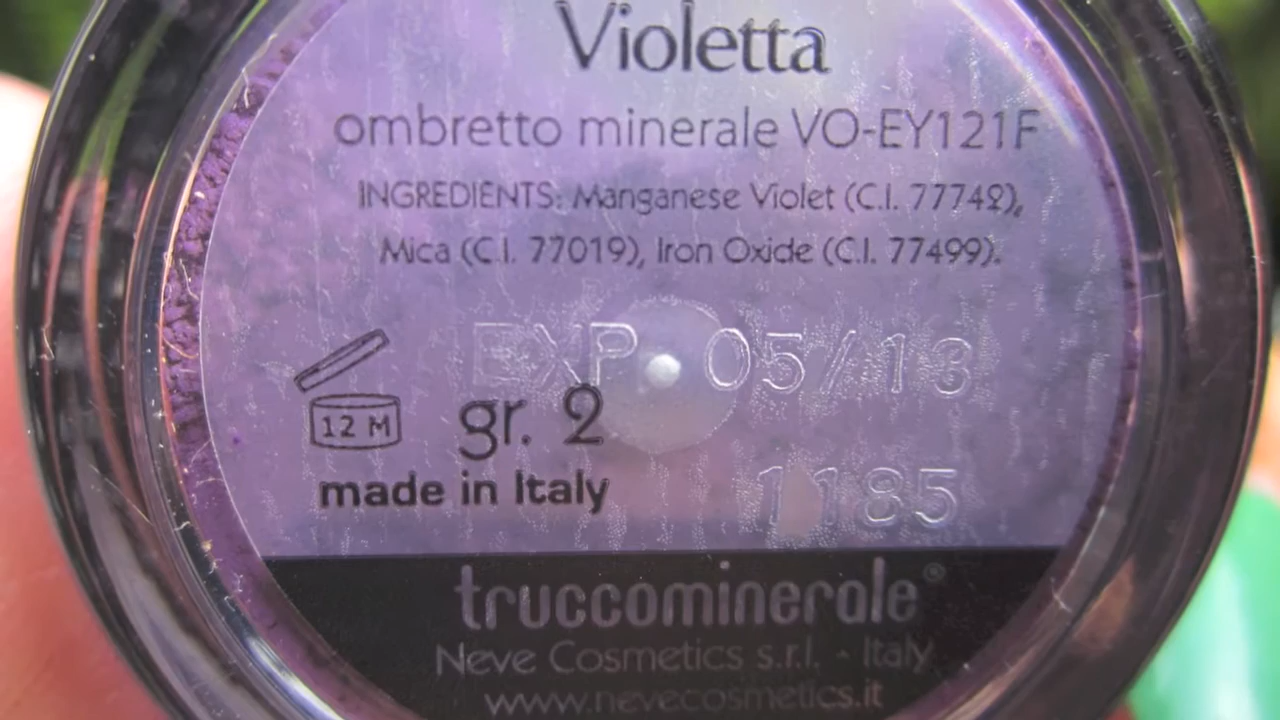 Violetta
ombretto minerale VO-EY121F
INGREDIENTS: Manganese Violet (C.I. 77742),
Mica (C.I. 77019), Iron Oxide (C.I. 77499).
EXP 05/13
12 M gr. 2
made in Italy
1185
truccominerale®
Neve Cosmetics s.r.l. - Italy
www.nevecosmetics.it